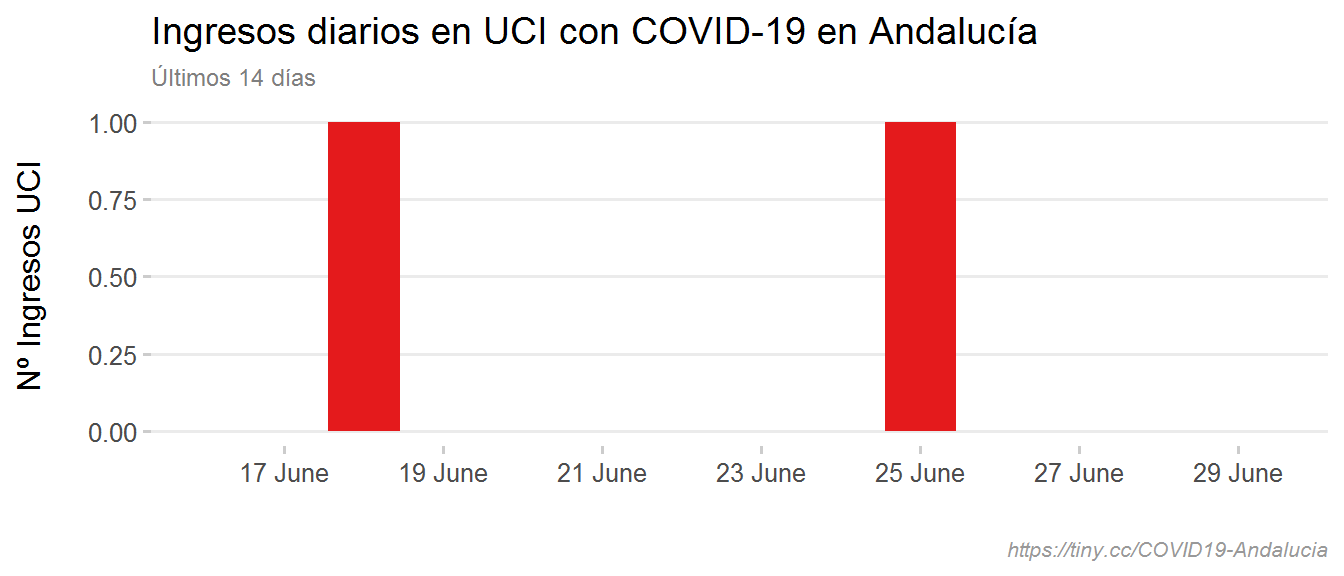 Ingresos diarios en UCI con COVID-19 en Andalucía
Últimos 14 días
Nº Ingresos UCI
1.00
0.75
0.50
0.25
0.00
17 June 19 June 21 June 23 June 25 June 27 June 29 June
https://tiny.cc/COVID19-Andalucia